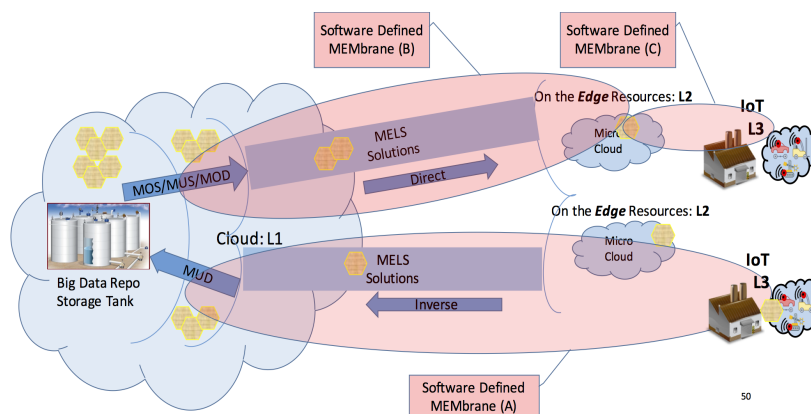 Software Defined
MEMbrane (B)
Software Defined
MEMbrane (C)
On the Edge Resources: L2
IoT
L3
MELS
Solutions
Micro
Cloud
MOS/MUS/MOD
Direct
On the Edge Resources: L2
Cloud: L1
MELS
Solutions
Micro
Cloud
IoT
L3
MUD
Big Data Repo
Storage Tank
Inverse
Software Defined
MEMbrane (A)
50